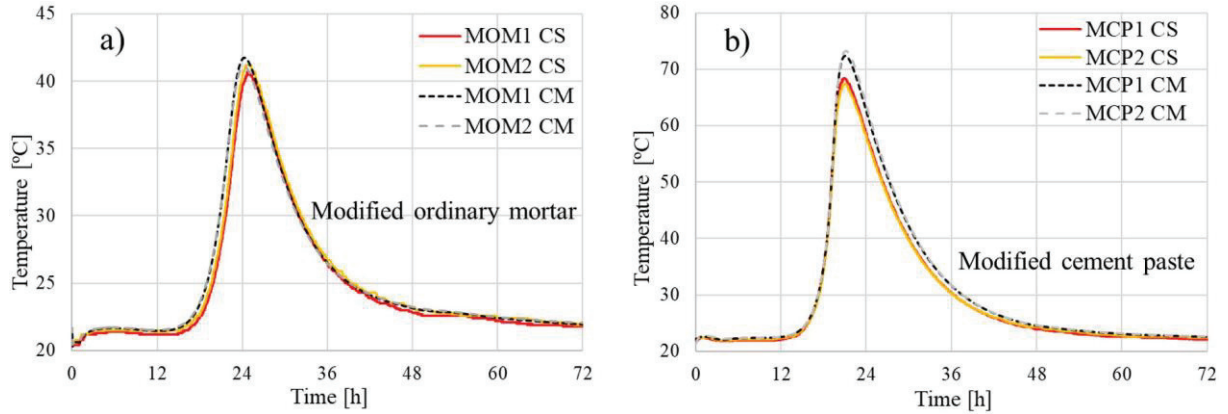 a)
MOM1 CS
MOM2 CS
MOM1 CM
MOM2 CM
Modified ordinary mortar
Temperature [ºC]
45
40
35
30
25
20
0 12 24 36 48 60 72
Time [h]
b)
MCP1 CS
MCP2 CS
MCP1 CM
MCP2 CM
Modified cement paste
Temperature [ºC]
80
70
60
50
40
30
20
0 12 24 36 48 60 72
Time [h]